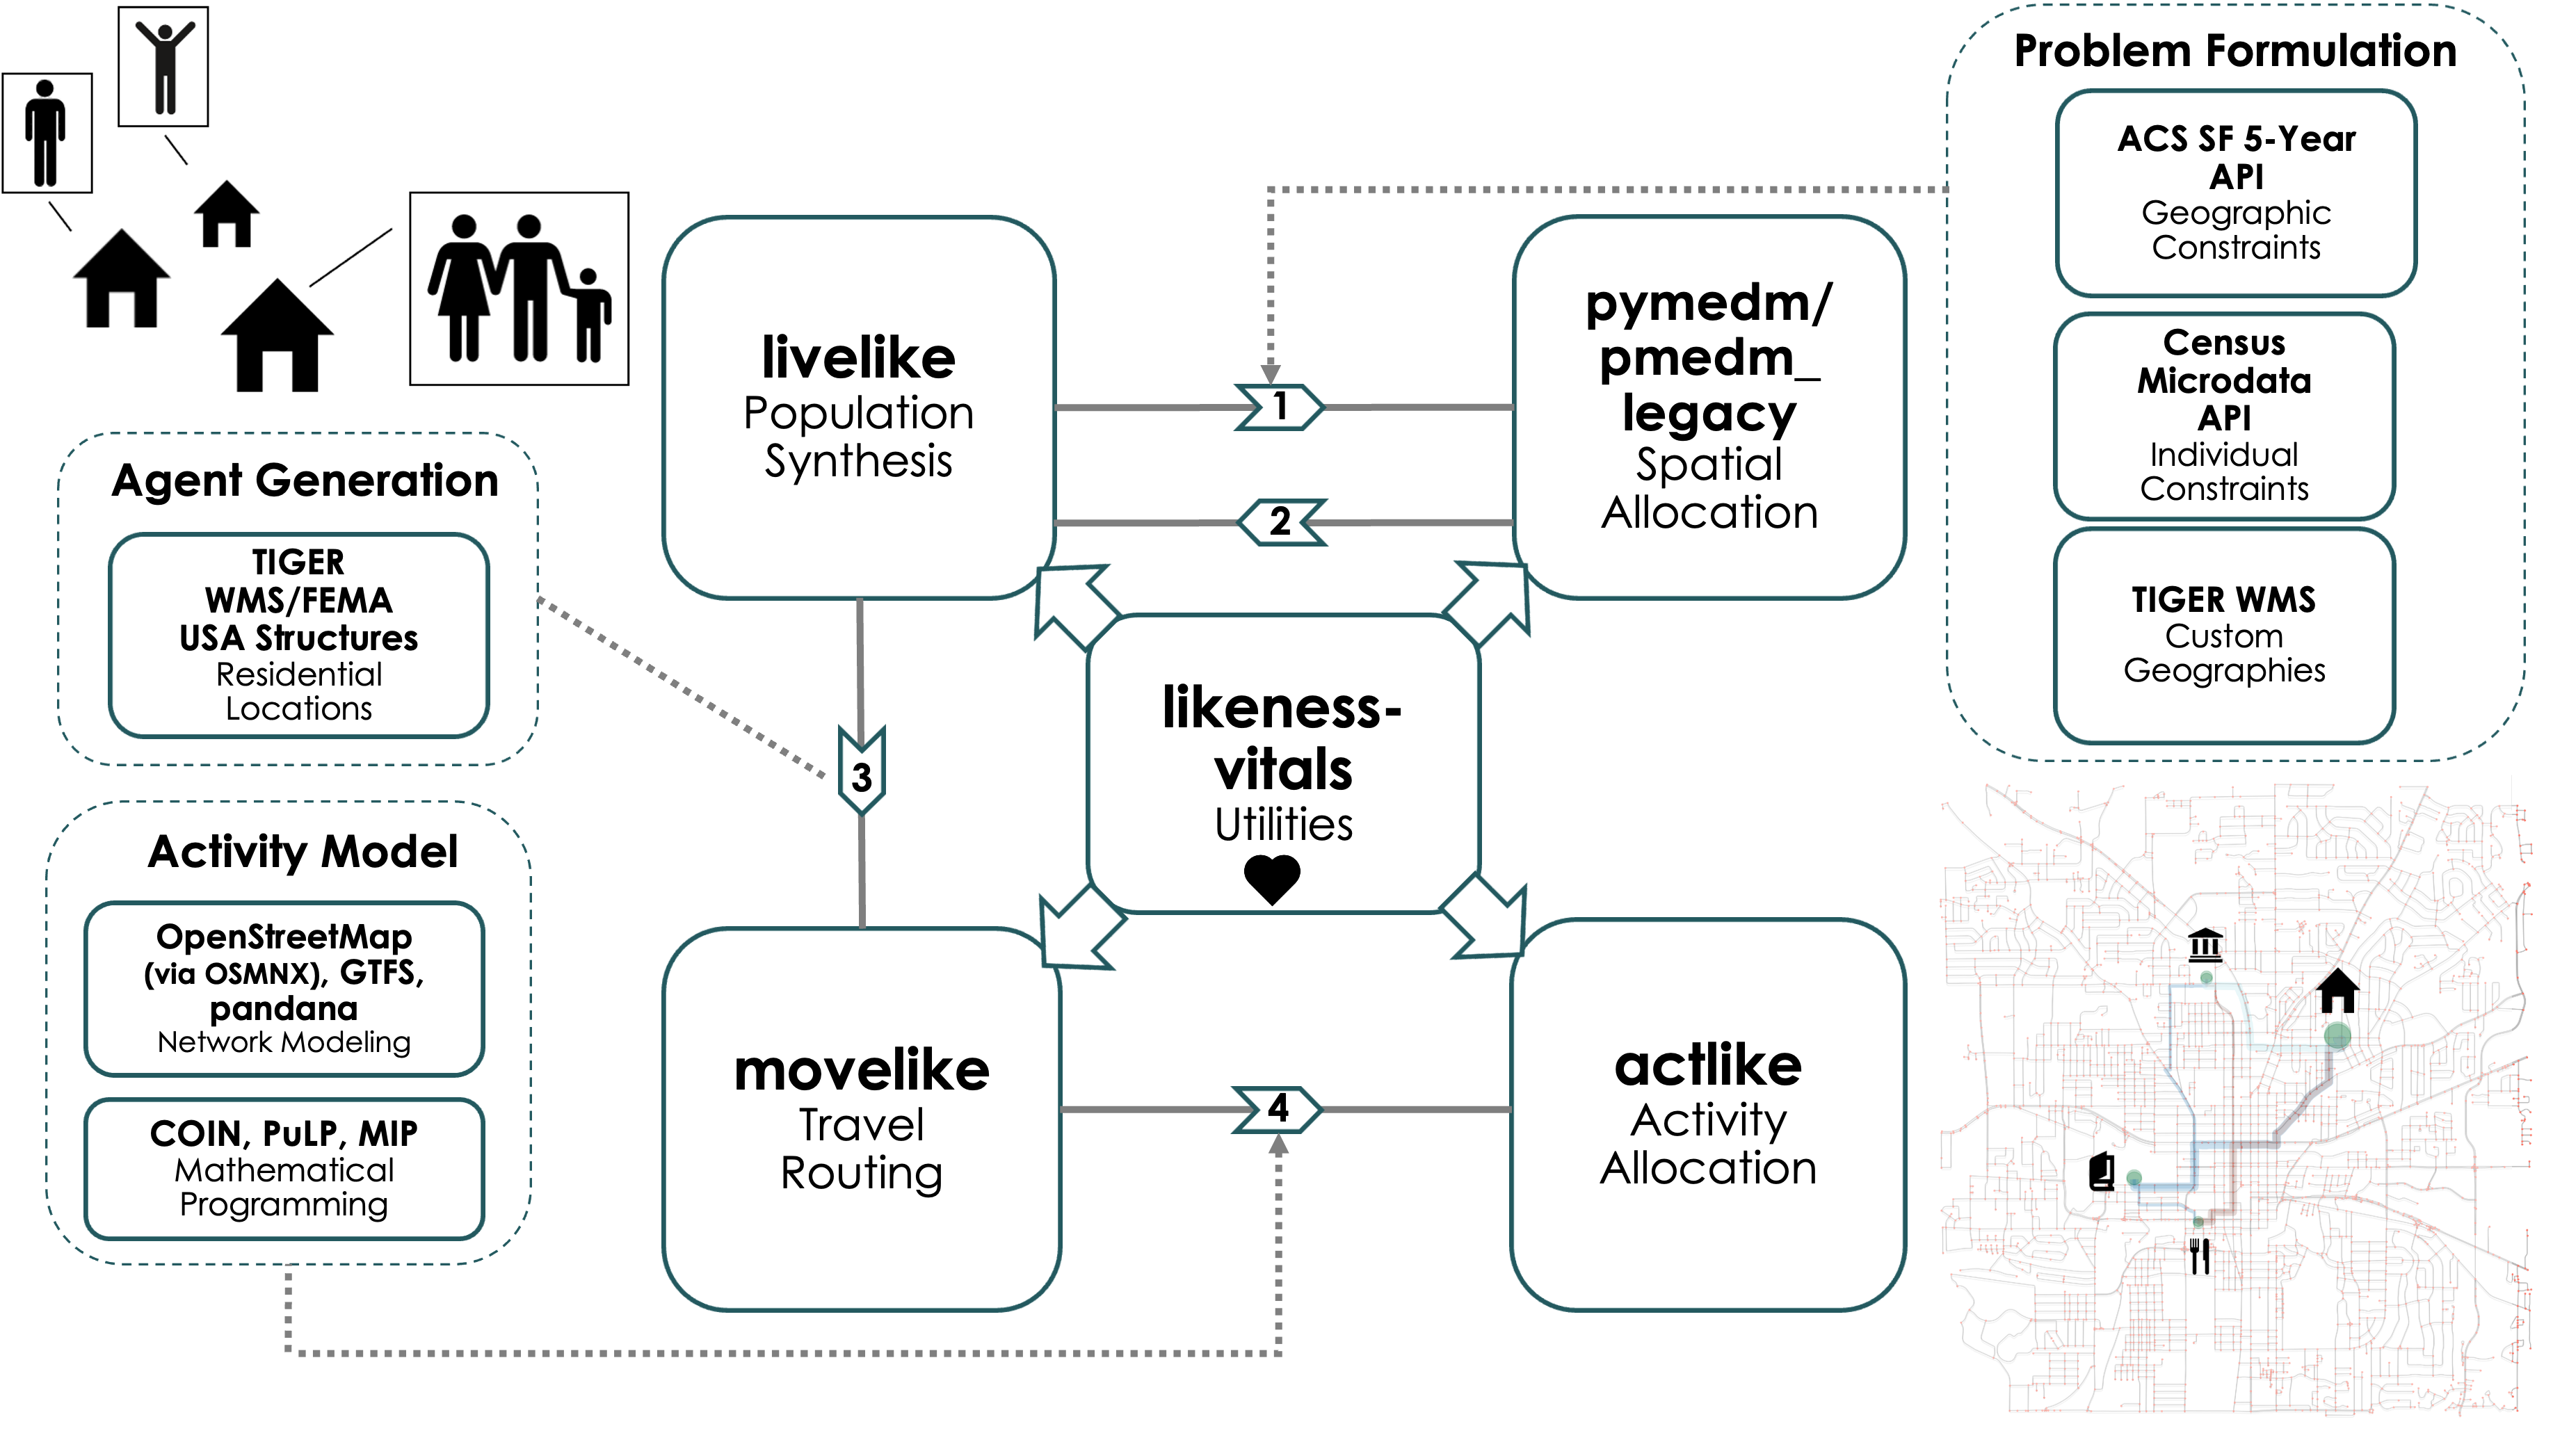 Problem Formulation
ACS SF 5-Year
API
Geographic
Constraints
Census
Microdata
API
Individual
Constraints
TIGER WMS
Custom
Geographies
livelike
Population
Synthesis
1
2
pymedm/
pmedm_
legacy
Spatial
Allocation
Agent Generation
TIGER
WMS/FEMA
USA Structures
Residential
Locations
3
likeness-
vitals
Utilities
Activity Model
OpenStreetMap
(via OSMNX), GTFS,
pandana
Network Modeling
COIN, PuLP, MIP
Mathematical
Programming
movelike
Travel
Routing
4
actlike
Activity
Allocation